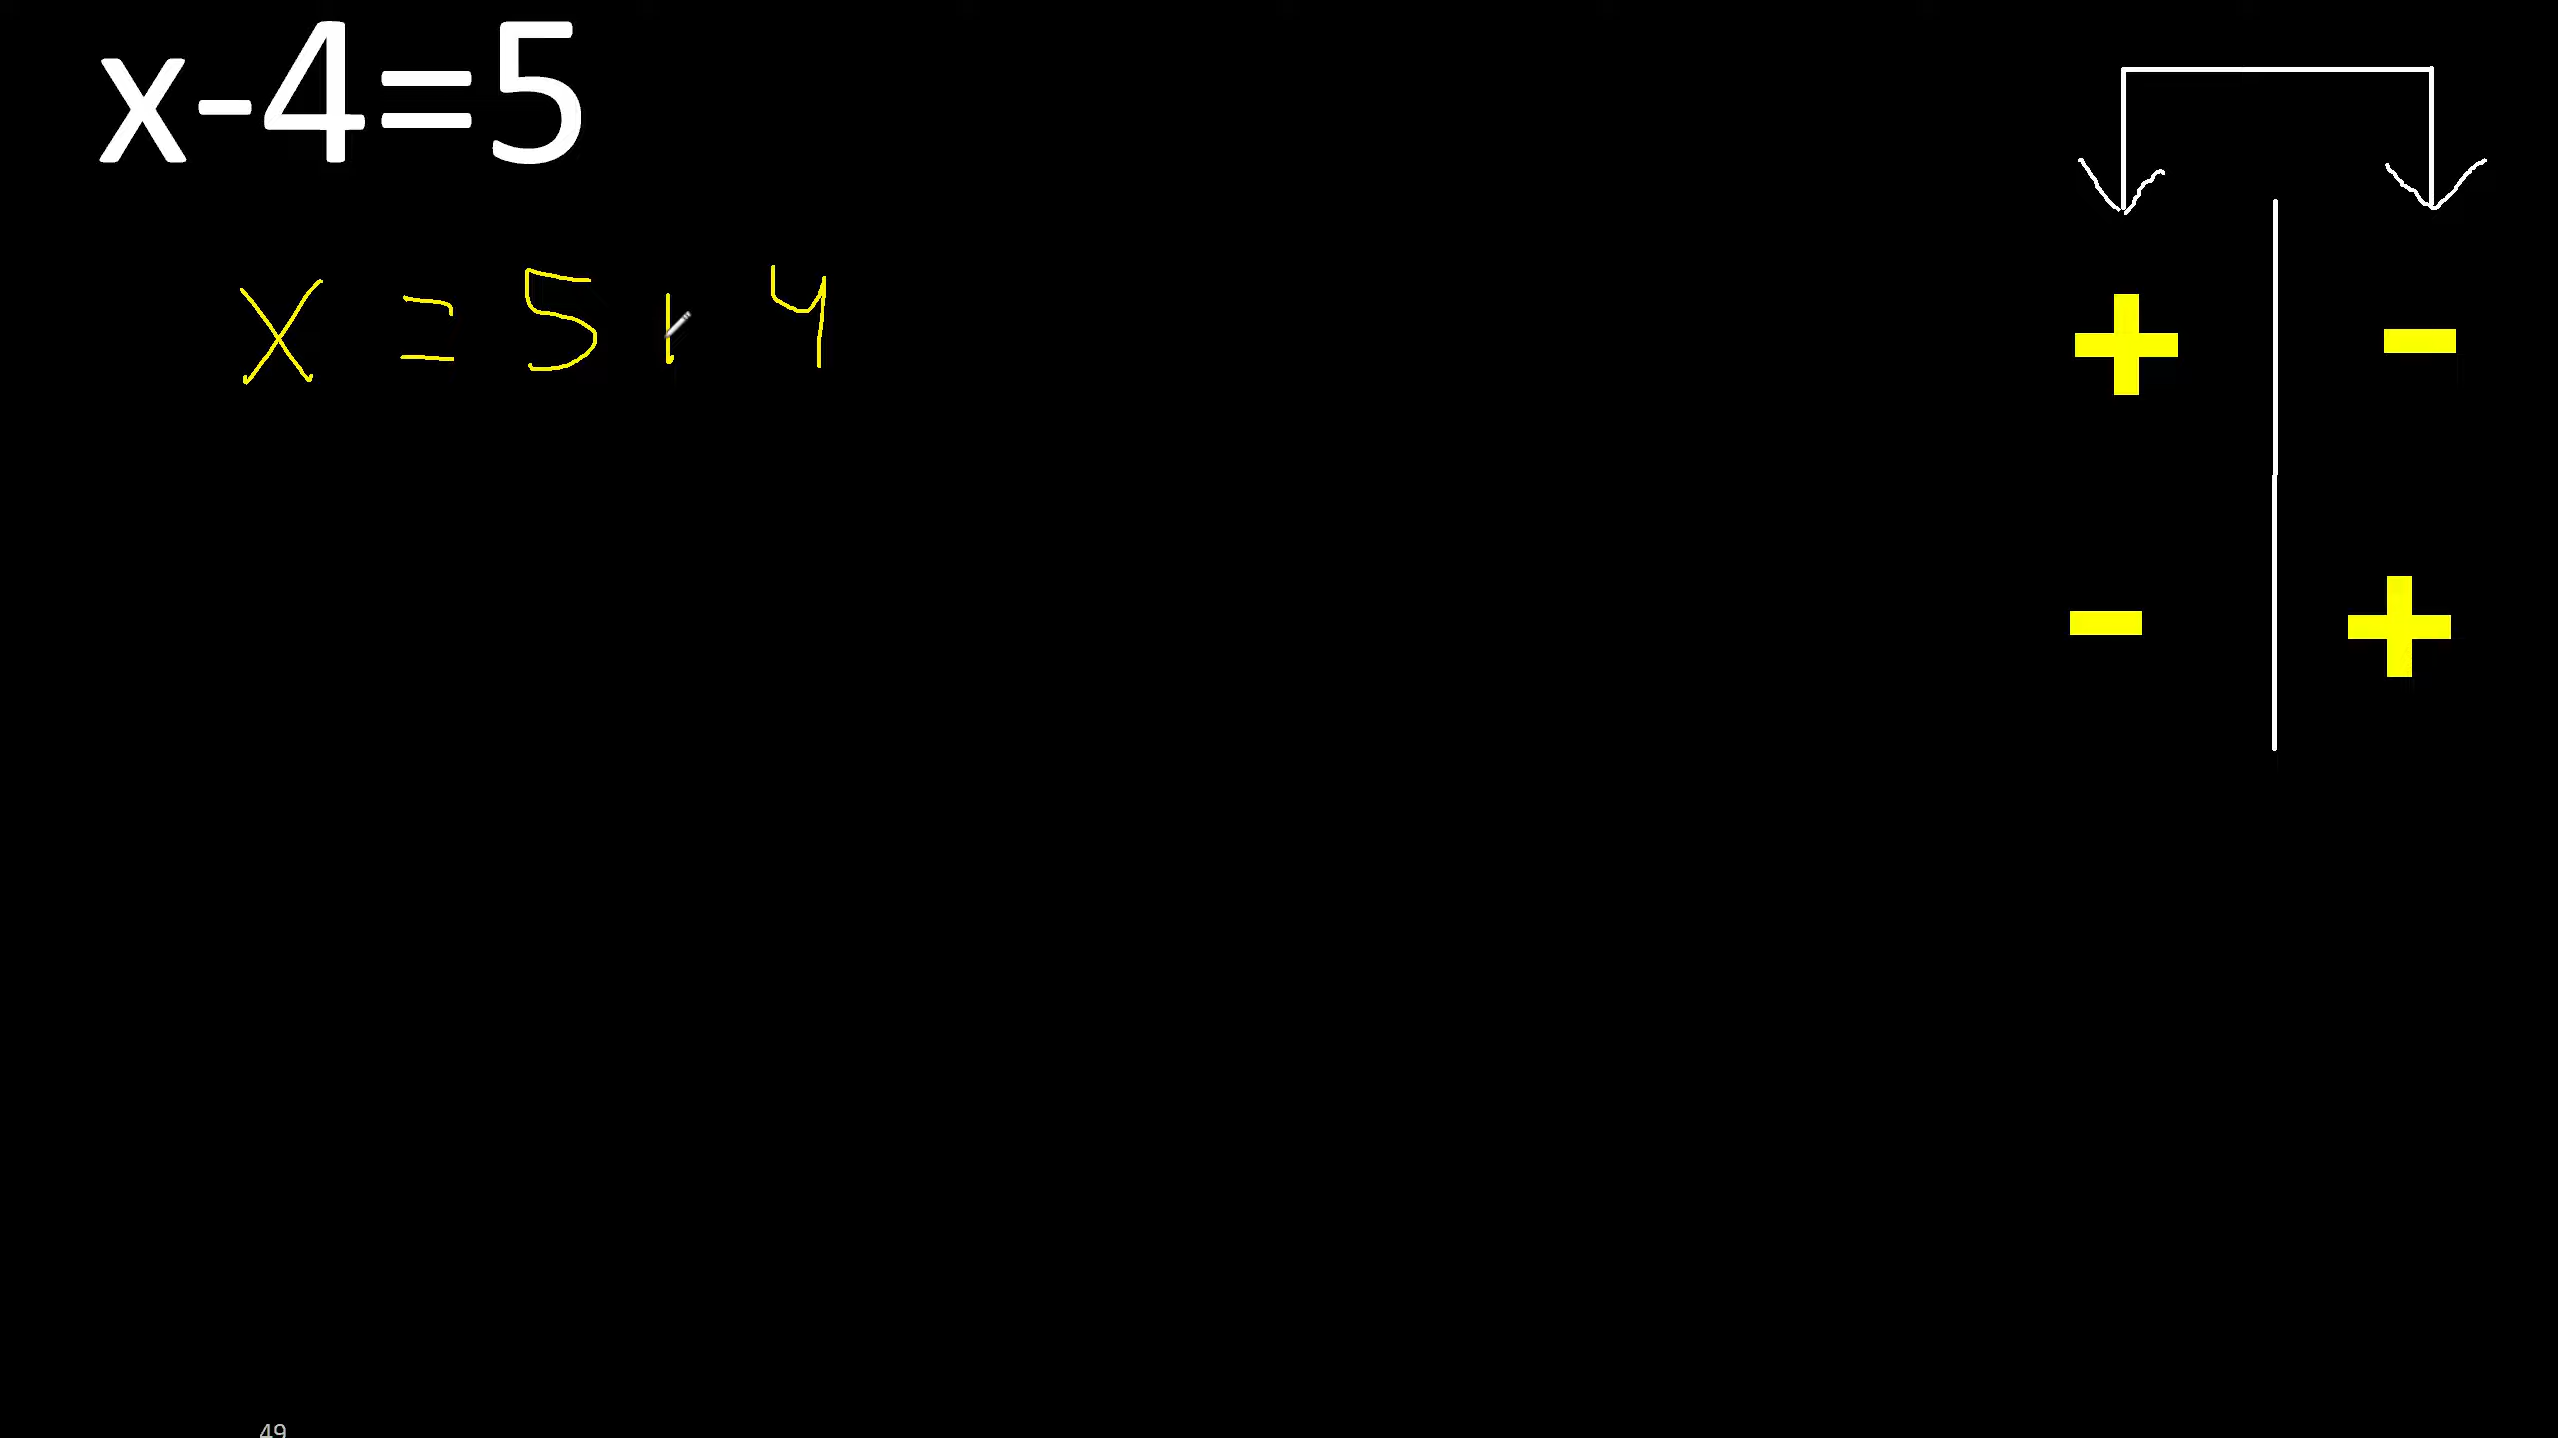 x-4=5
x = 5 + 4
+ -
- +
49